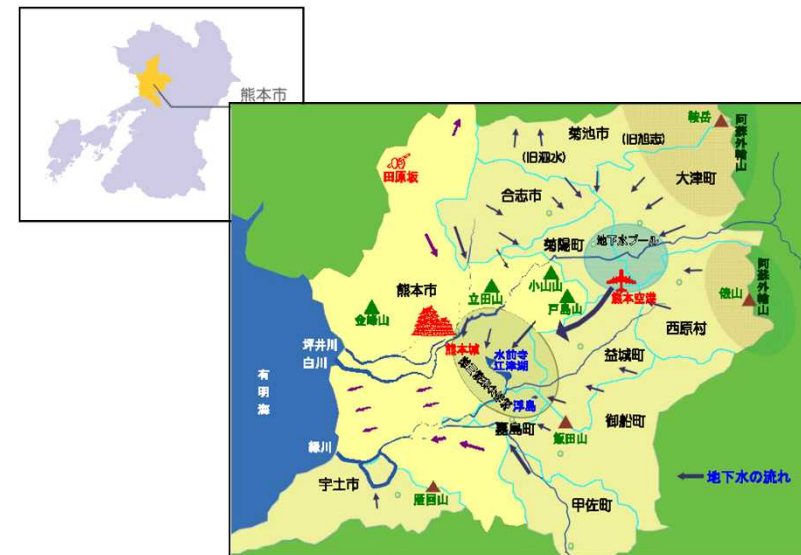 熊本市
鞍岳
阿蘇外輪山
菊池市
(旧泗水)
(旧旭志)
大津町
田原坂
合志市
菊陽町
地下水プール
熊本市
立田山
小山山
戸島山
熊本空港
阿蘇外輪山
俵山
金峰山
西原村
坪井川
白川
熊本城
水前寺
江津湖
益城町
有明海
浮島
御船町
嘉島町
飯田山
緑川
宇土市
雁回山
甲佐町
地下水の流れ